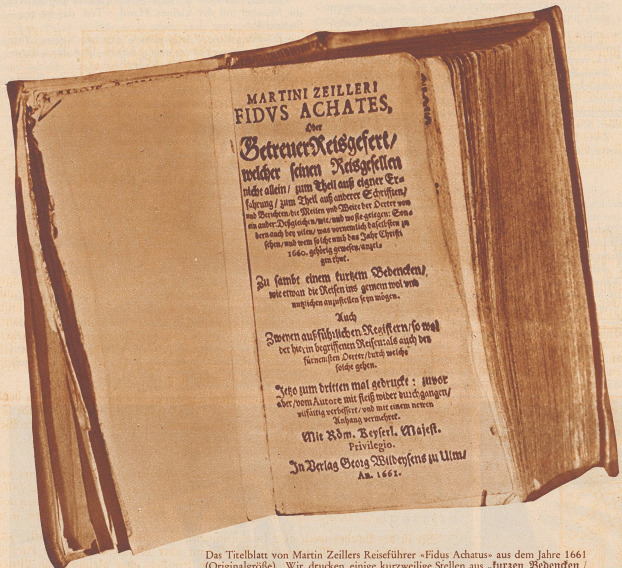 MARTINI ZEILLERI
FIDVS ACHATES,
Oder
Getreuer Reisgefert/
welcher seinen Reisgesellen
nicht allein / zum Theil auß eigner Er-
fahrung / zum Theil auß anderer Schrifften/
und Berichten / die Meilen und Weite der Oerter von
ein ander: Deßgleichen / wie / und wo sie gelegen: Son-
dern auch bey vilen / was vornemlich daselbsten zu
sehen / und wem solche umb das Jahr Christi
1660. gehörig gewesen / anzeig
gen thut.
Zu sambt einem kurtzem Bedencken/
wie etwan die Reisen ins gemein wol und
nutzlichen anzustellen seyn mögen.
Auch
Zweyen außführlichen Registern / so wol
der hierin begriffenen Reisen: als auch der
fürnemsten Oerter / durch welche
solche gehen.
Jetzo zum dritten mal gedruckt: zuvor
aber / vom Autore mit fleiß wider durchgangen/
vilfältig verbessert / und mit einem newen
Anhang vermehret.
Mit Röm. Keyserl. Majest.
Privilegio.
In Verlag Georg Wildeysens zu Ulm/
An. 1661.
Das Titelblatt von Martin Zeillers Reiseführer «Fidus Achatus» aus dem Jahre 1661
(Originalgröße). Wir drucken einige kurzweilige Stellen aus „kurzen Bedencken /